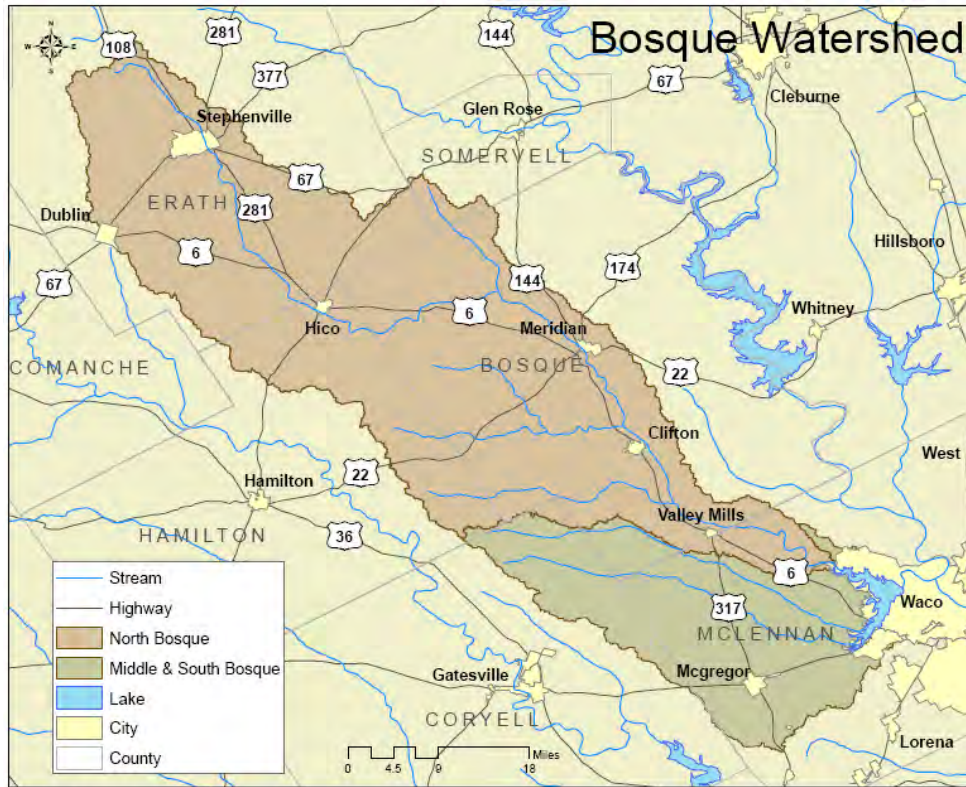 Bosque Watershed
108
281
144
377
67
Cleburne
Glen Rose
Stephenville
SOMERVELL
67
ERATH
281
Dublin
6
174
Hillsboro
67
144
6
Whitney
Hico
Meridian
COMANCHE
BOSQUE
22
Clifton
West
22
Hamilton
Valley Mills
HAMILTON
36
6
Waco
317
MCLENNAN
Mcgregor
Gatesville
CORYELL
Lorena
Stream
Highway
North Bosque
Middle & South Bosque
Lake
City
County
Miles
0 4.5 9 18
N
W E
S